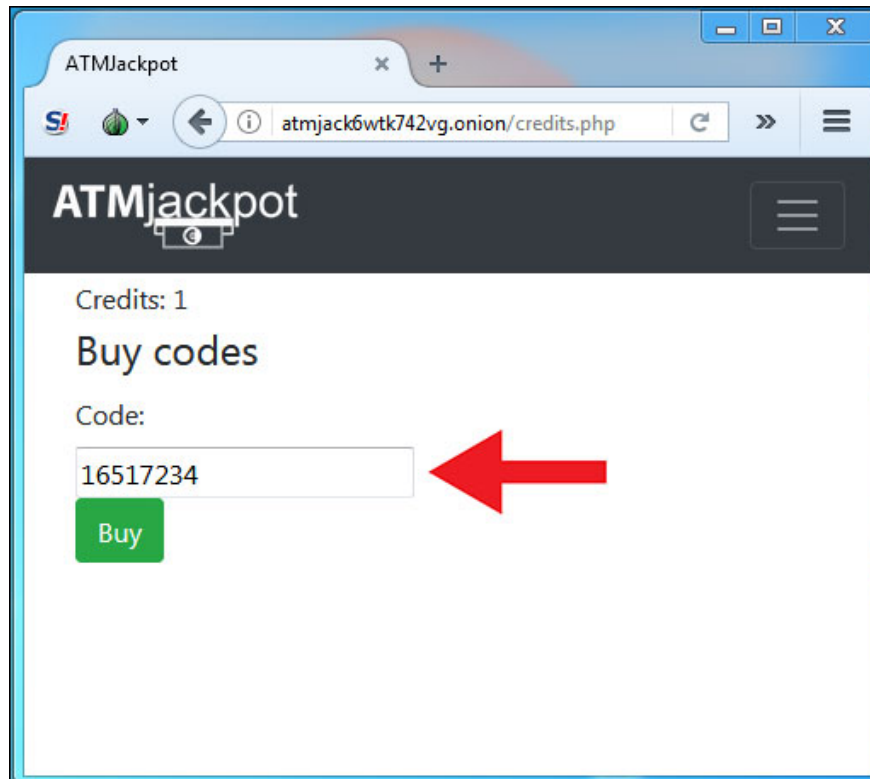 ATMJackpot
S!
atmjack6wtk742vg.onion/credits.php
ATMjackpot
Credits: 1
Buy codes
Code:
16517234
Buy